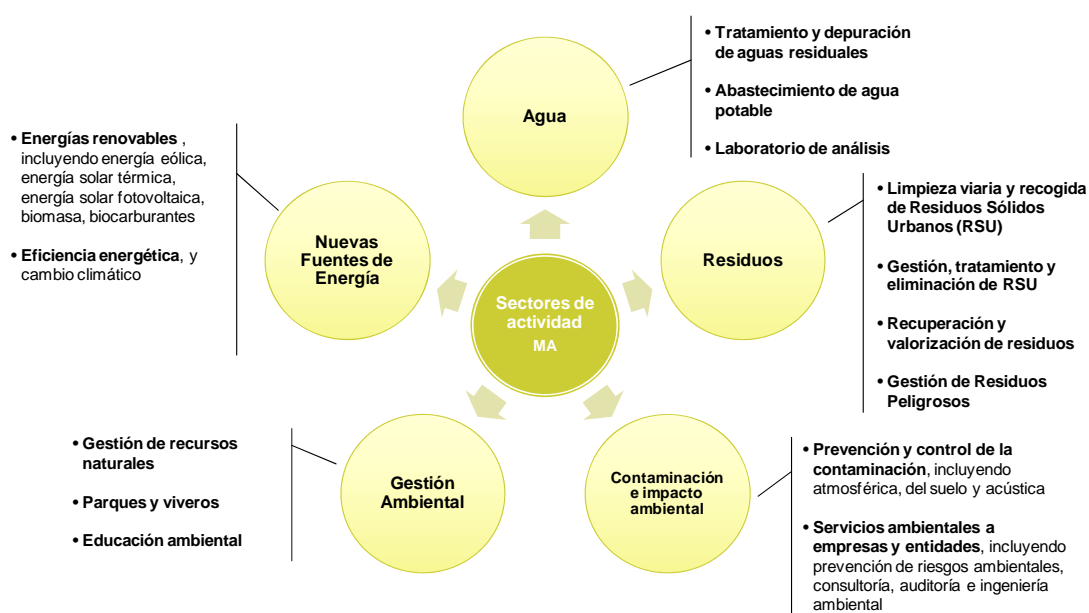 • Tratamiento y depuración
de aguas residuales
• Abastecimiento de agua
potable
• Laboratorio de análisis
Agua
• Energías renovables ,
incluyendo energía eólica,
energía solar térmica,
energía solar fotovoltaica,
biomasa, biocarburantes
• Eficiencia energética, y
cambio climático
Nuevas
Fuentes de
Energía
Residuos
• Limpieza viaria y recogida
de Residuos Sólidos
Urbanos (RSU)
• Gestión, tratamiento y
eliminación de RSU
• Recuperación y
valorización de residuos
• Gestión de Residuos
Peligrosos
Sectores de
actividad
MA
• Gestión de recursos
naturales
• Parques y viveros
• Educación ambiental
Gestión
Ambiental
Contaminación
e impacto
ambiental
• Prevención y control de la
contaminación, incluyendo
atmosférica, del suelo y acústica
• Servicios ambientales a
empresas y entidades, incluyendo
prevención de riesgos ambientales,
consultoría, auditoría e ingeniería
ambiental